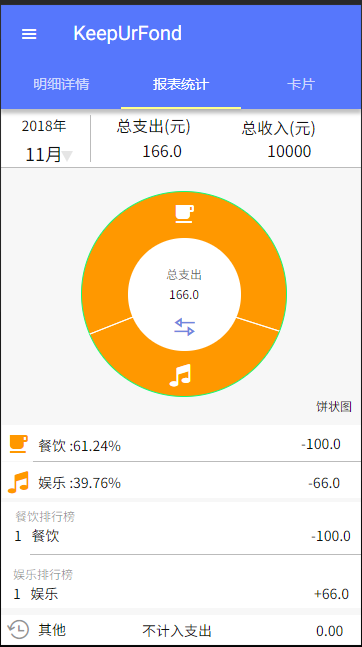 KeepUrFond
明细详情 报表统计 卡片
2018年 总支出(元) 总收入(元)
11月 166.0 10000
总支出
166.0
饼状图
餐饮 :61.24% -100.0
娱乐 :39.76% -66.0
餐饮排行榜
1 餐饮 -100.0
娱乐排行榜
1 娱乐 +66.0
其他 不计入支出 0.00